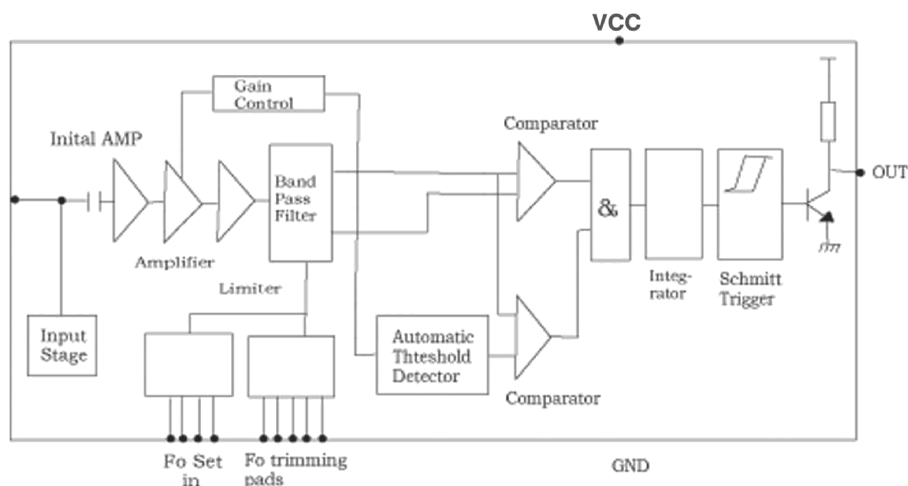 VCC
Gain
Control
Inital AMP
Comparator
Band
Pass
Filter
&
OUT
Amplifier
Limiter
Integ-
rator
Schmitt
Trigger
Input
Stage
Automatic
Thteshold
Detector
Comparator
Fo Set
in
Fo trimming
pads
GND